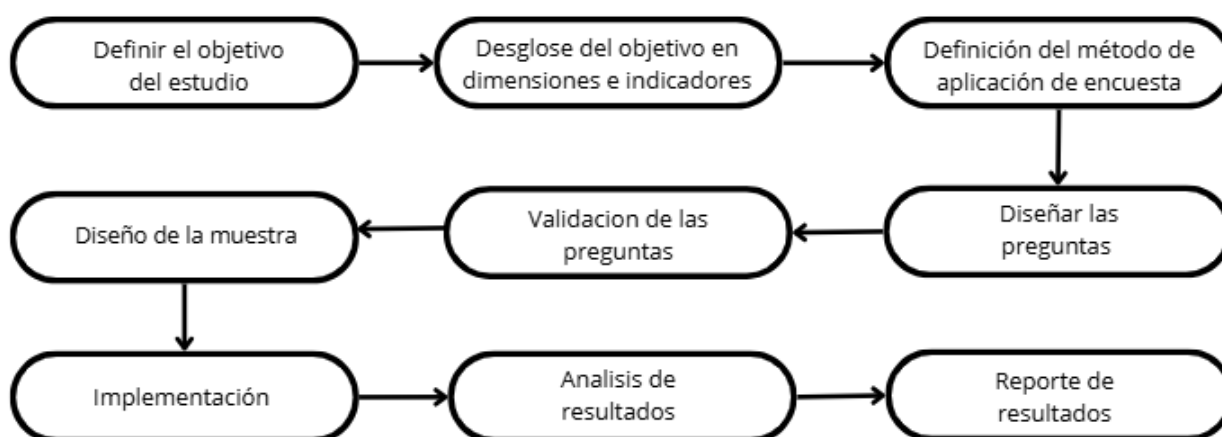 Definir el objetivo
del estudio
Desglose del objetivo en
dimensiones e indicadores
Definición del método de
aplicación de encuesta
Diseñar las
preguntas
Validacion de las
preguntas
Diseño de la muestra
Implementación
Analisis de
resultados
Reporte de
resultados